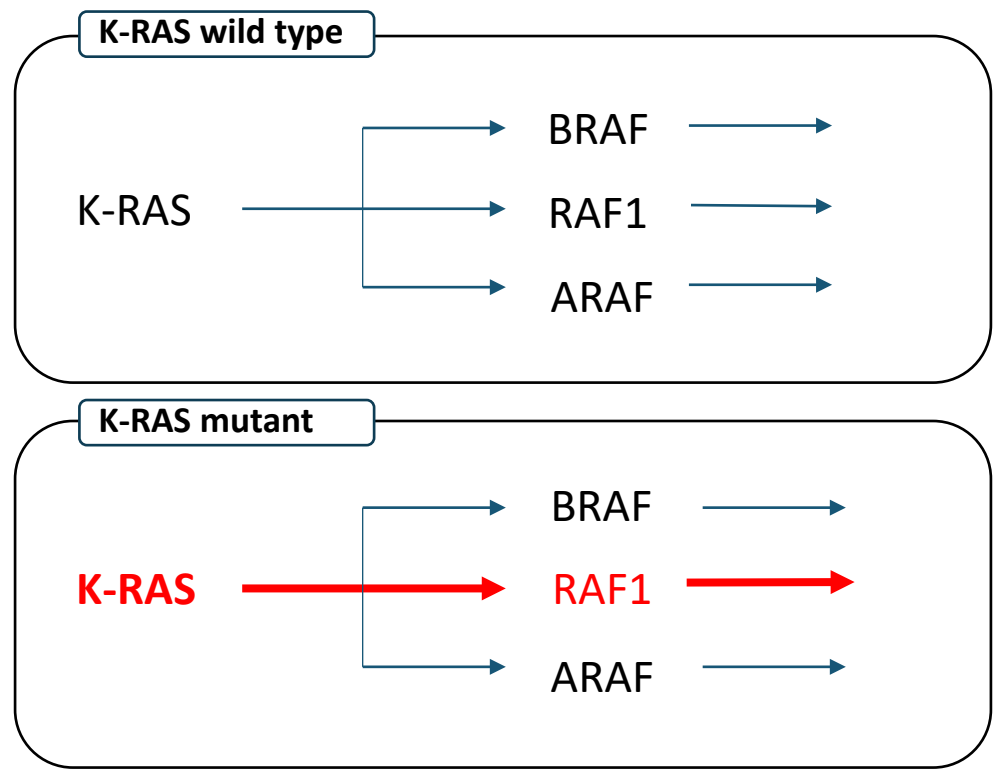 K-RAS wild type
BRAF
K-RAS
RAF1
ARAF
K-RAS mutant
BRAF
K-RAS
RAF1
ARAF